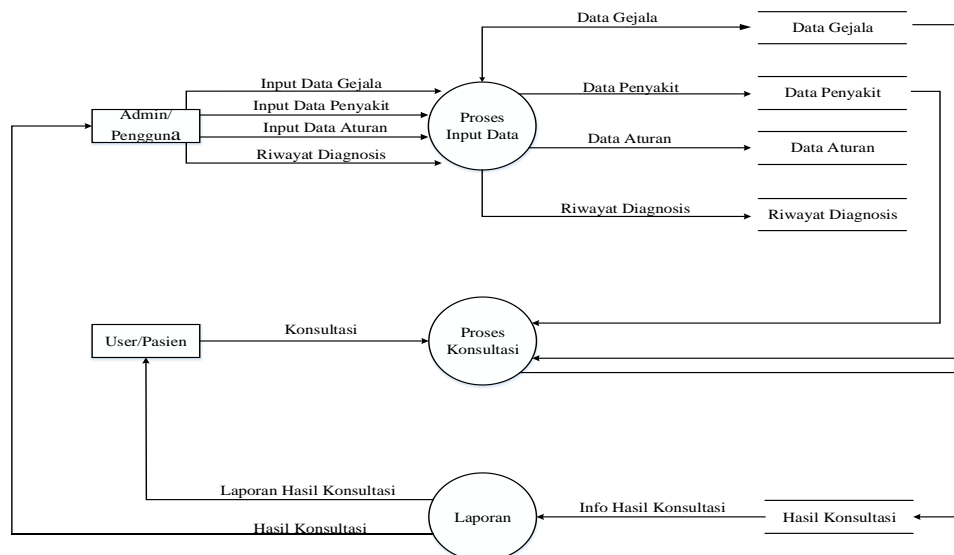 Data Gejala
Data Gejala
Input Data Gejala
Input Data Penyakit
Input Data Aturan
Riwayat Diagnosis
Admin/
Pengguna
Proses
Input Data
Data Penyakit
Data Penyakit
Data Aturan
Data Aturan
Riwayat Diagnosis
Riwayat Diagnosis
User/Pasien
Konsultasi
Proses
Konsultasi
Laporan Hasil Konsultasi
Hasil Konsultasi
Laporan
Info Hasil Konsultasi
Hasil Konsultasi